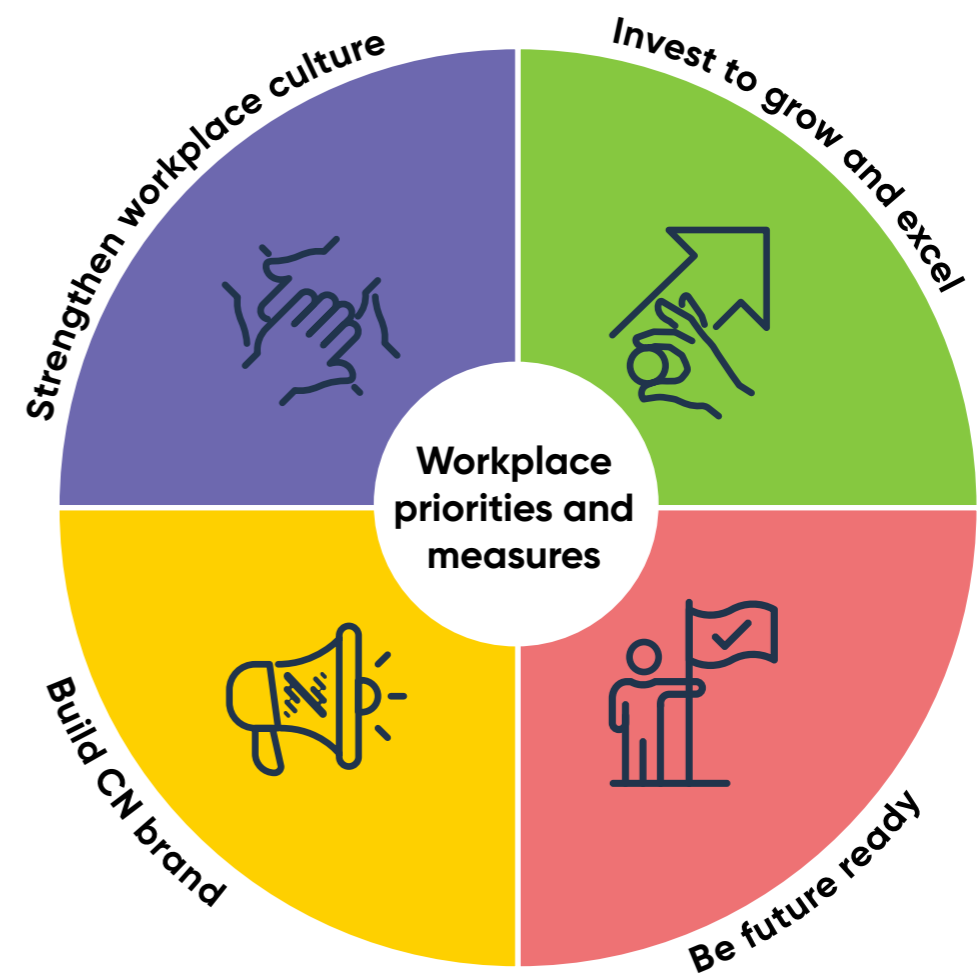 Strengthen workplace culture
Invest to grow and excel
Workplace
priorities and
measures
Build CN brand
Be future ready